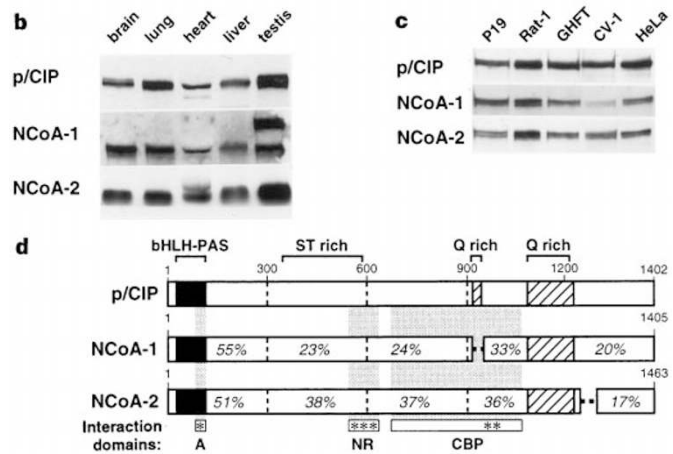 b
brain lung heart liver testis
p/CIP
NCoA-1
NCoA-2
c
P19 Rat-1 GHFT CV-1 HeLa
p/CIP
NCoA-1
NCoA-2
d
bHLH-PAS ST rich Q rich Q rich
1 300 600 900 1200 1402
p/CIP
1 1405
NCoA-1 55% 23% 24% 33% 20%
1 1463
NCoA-2 51% 38% 37% 36% 17%
Interaction * *** **
domains: A NR CBP